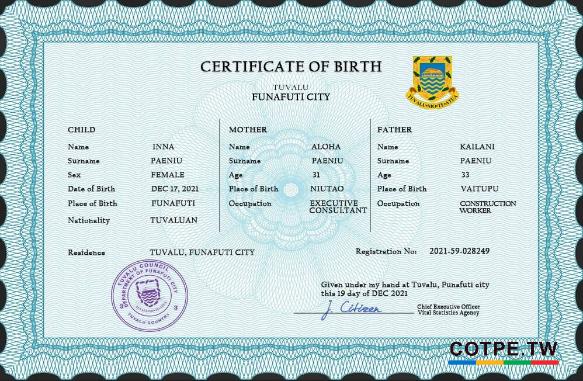 CERTIFICATE OF BIRTH
TUVALU
FUNAFUTI CITY
TUVALU MO TE ATUA
CHILD
Name INNA
Surname PAENIU
Sex FEMALE
Date of Birth DEC 17, 2021
Place of Birth FUNAFUTI
Nationality TUVALUAN
MOTHER
Name ALOHA
Surname PAENIU
Age 31
Place of Birth NIUTAO
Occupation EXECUTIVE
CONSULTANT
FATHER
Name KAILANI
Surname PAENIU
Age 33
Place of Birth VAITUPU
Occupation CONSTRUCTION
WORKER
Residence TUVALU, FUNAFUTI CITY
Registration No: 2021-59-028249
TUVALU COUNCIL
DEPARTMENT OF FUNAFUTI CITY
TUVALU COUNTRY
Given under my hand at Tuvalu, Funafuti city
this 19 day of DEC 2021
J. Citizen
Chief Executive Officer
Vital Statistics Agency
COTPE.TW